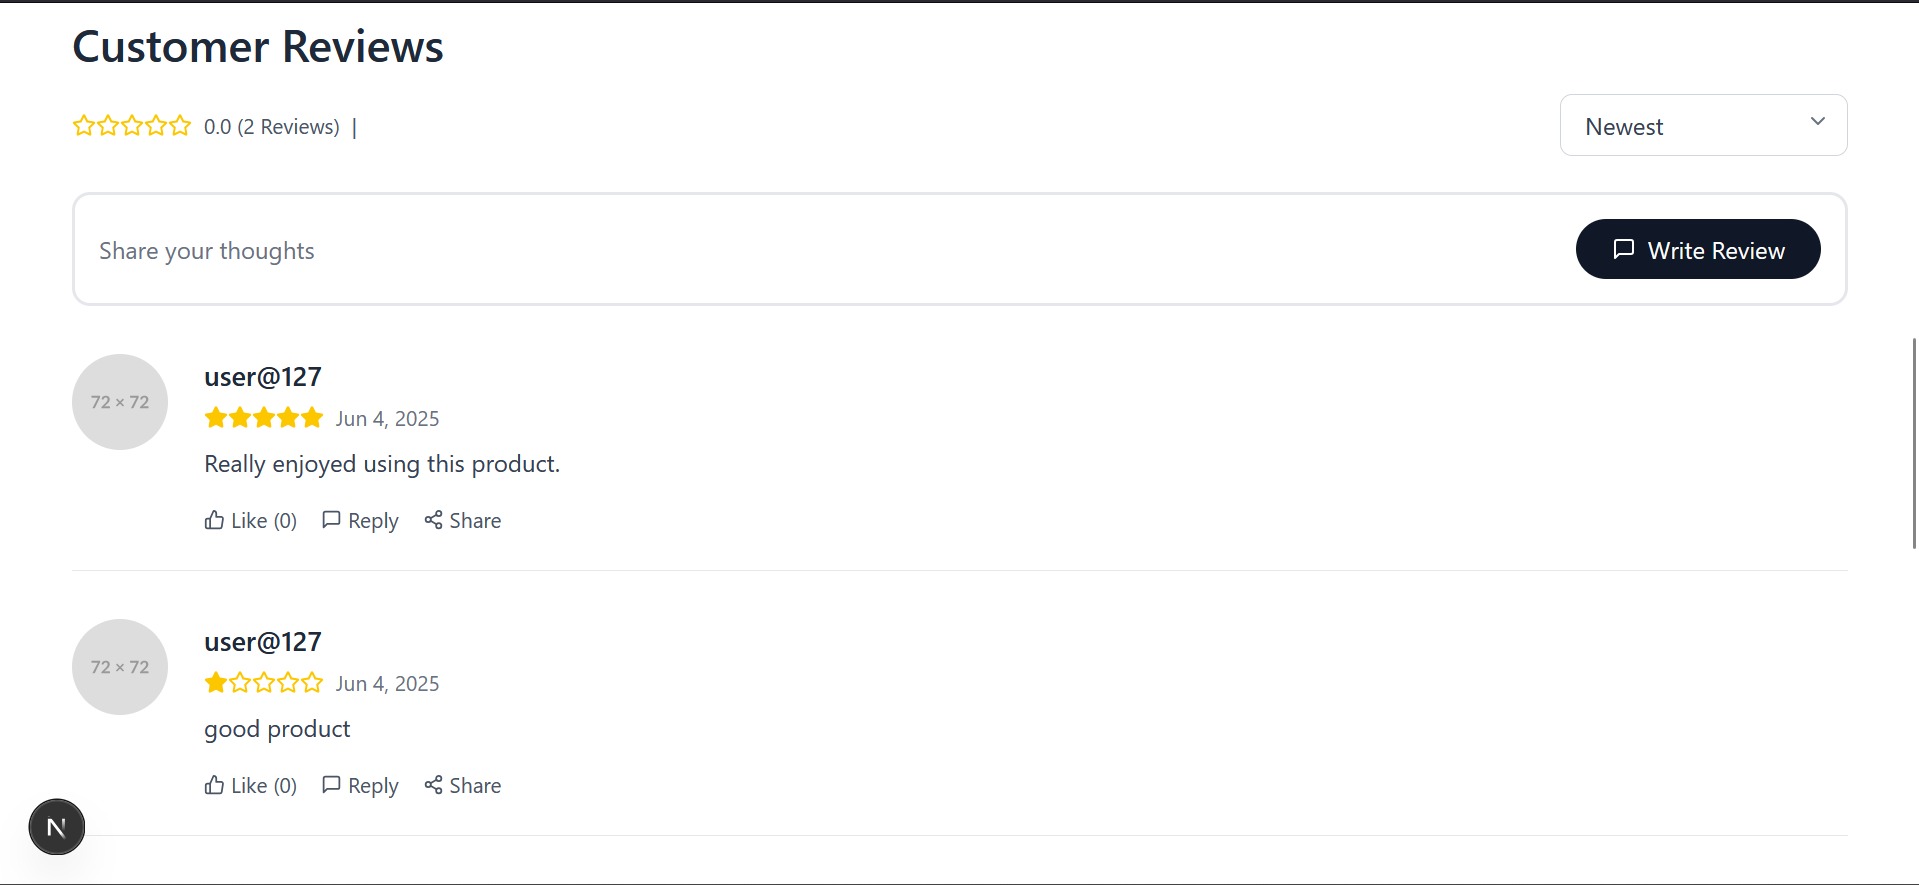 Customer Reviews
0.0 (2 Reviews) |
Newest
Share your thoughts
Write Review
72 × 72
user@127
Jun 4, 2025
Really enjoyed using this product.
Like (0) Reply Share
72 × 72
user@127
Jun 4, 2025
good product
Like (0) Reply Share
N